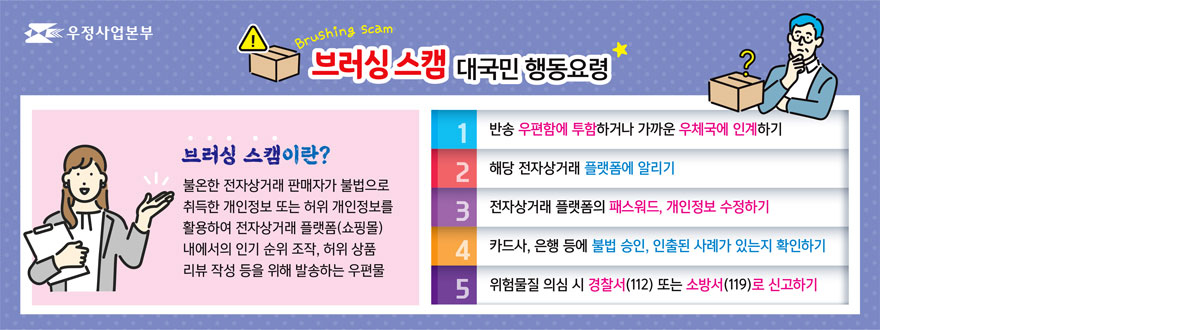 우정사업본부
Brushing scam
브러싱 스캠 대국민 행동요령
?
브러싱 스캠이란?
불온한 전자상거래 판매자가 불법으로
취득한 개인정보 또는 허위 개인정보를
활용하여 전자상거래 플랫폼(쇼핑몰)
내에서의 인기 순위 조작, 허위 상품
리뷰 작성 등을 위해 발송하는 우편물
1 반송 우편함에 투함하거나 가까운 우체국에 인계하기
2 해당 전자상거래 플랫폼에 알리기
3 전자상거래 플랫폼의 패스워드, 개인정보 수정하기
4 카드사, 은행 등에 불법 승인, 인출된 사례가 있는지 확인하기
5 위험물질 의심 시 경찰서(112) 또는 소방서(119)로 신고하기